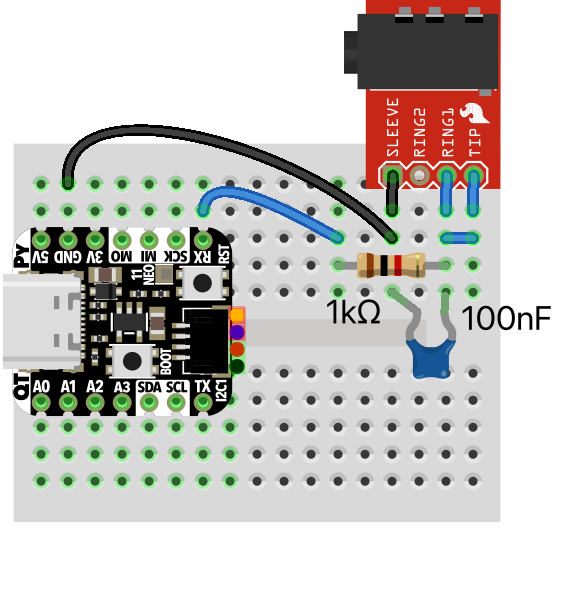 SLEEVE
RING2
RING1
TIP
5V GND 3V MO MI SCK RX
RST
PY
11
NEO
1kΩ
100nF
BOOT
QT
A0 A1 A2 A3 SDA SCL TX
I2C1